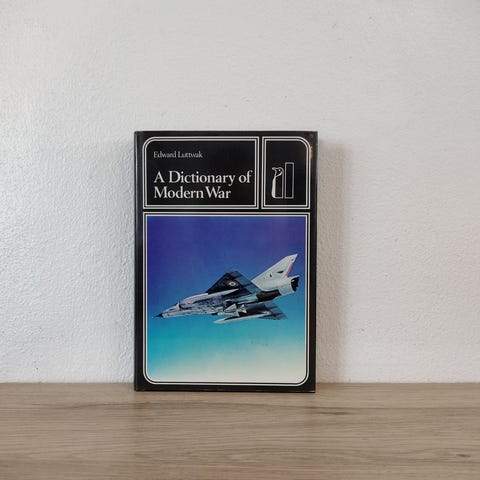 Edward Luttwak
A Dictionary of
Modern War